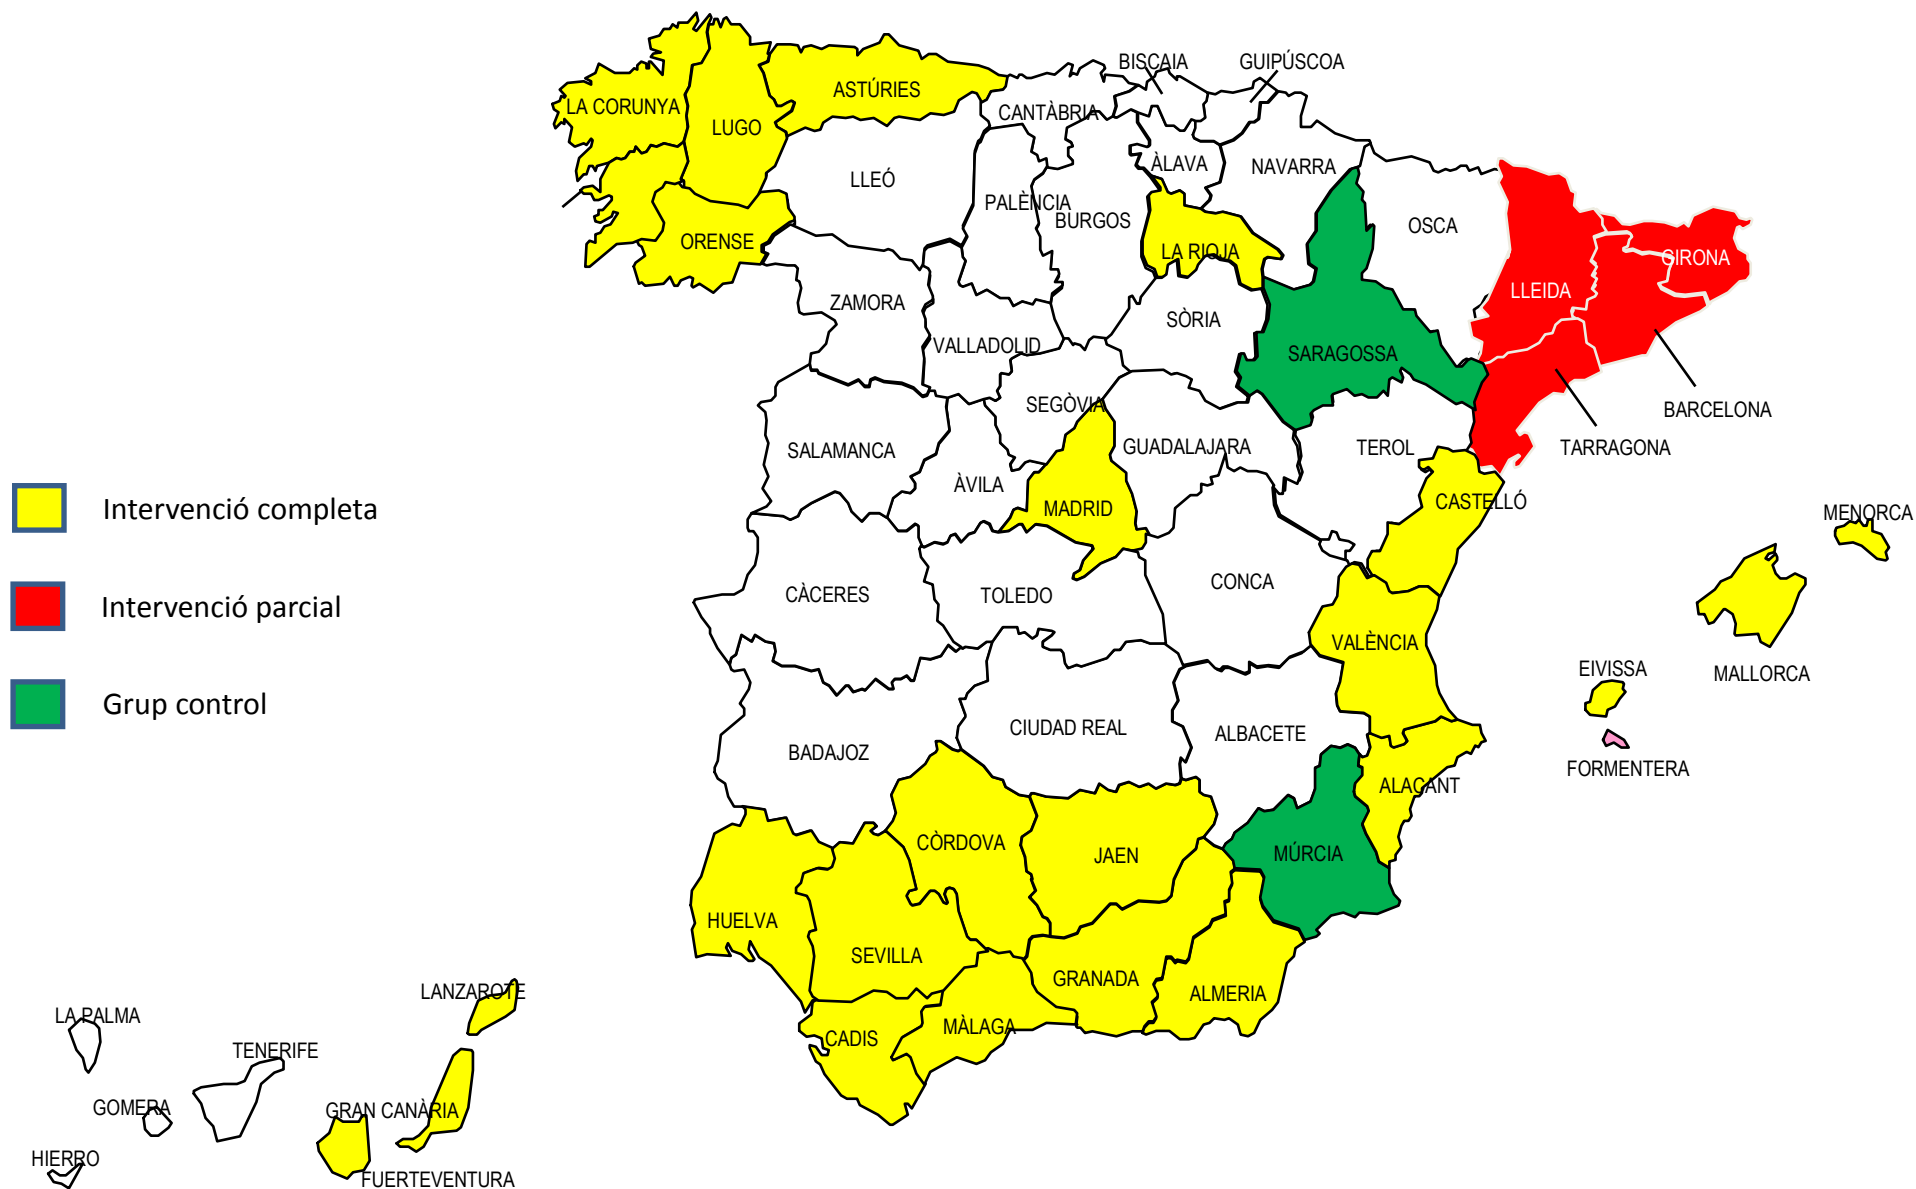 BISCAIA
GUIPÚSCOA
LA CORUNYA
LUGO
ASTÚRIES
CANTÀBRIA
ÀLAVA
NAVARRA
LLEÓ
PALÈNCIA
BURGOS
OSCA
ORENSE
LA RIOJA
GIRONA
LLEIDA
ZAMORA
SÒRIA
VALLADOLID
SARAGOSSA
SEGÒVIA
BARCELONA
SALAMANCA
GUADALAJARA
TEROL
TARRAGONA
ÀVILA
MADRID
CASTELLÓ
MENORCA
Intervenció completa
CÀCERES
TOLEDO
CONCA
Intervenció parcial
VALÈNCIA
EIVISSA
MALLORCA
Grup control
BADAJOZ
CIUDAD REAL
ALBACETE
FORMENTERA
ALACANT
CÒRDOVA
JAEN
MÚRCIA
HUELVA
SEVILLA
GRANADA
ALMERIA
LANZAROTE
LA PALMA
CADIS
MÀLAGA
TENERIFE
GOMERA
GRAN CANÀRIA
HIERRO
FUERTEVENTURA